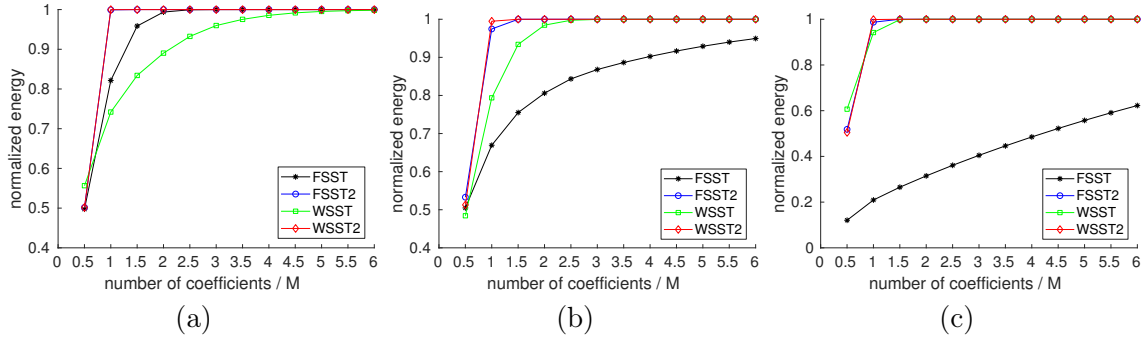 1
0.9
0.8
0.7
0.6
0.5
0.4
normalized energy
0 0.5 1 1.5 2 2.5 3 3.5 4 4.5 5 5.5 6
number of coefficients / M
FSST
FSST2
WSST
WSST2
(a)
1
0.9
0.8
0.7
0.6
0.5
0.4
normalized energy
0 0.5 1 1.5 2 2.5 3 3.5 4 4.5 5 5.5 6
number of coefficients / M
FSST
FSST2
WSST
WSST2
(b)
1
0.8
0.6
0.4
0.2
0
normalized energy
0 0.5 1 1.5 2 2.5 3 3.5 4 4.5 5 5.5 6
number of coefficients / M
FSST
FSST2
WSST
WSST2
(c)